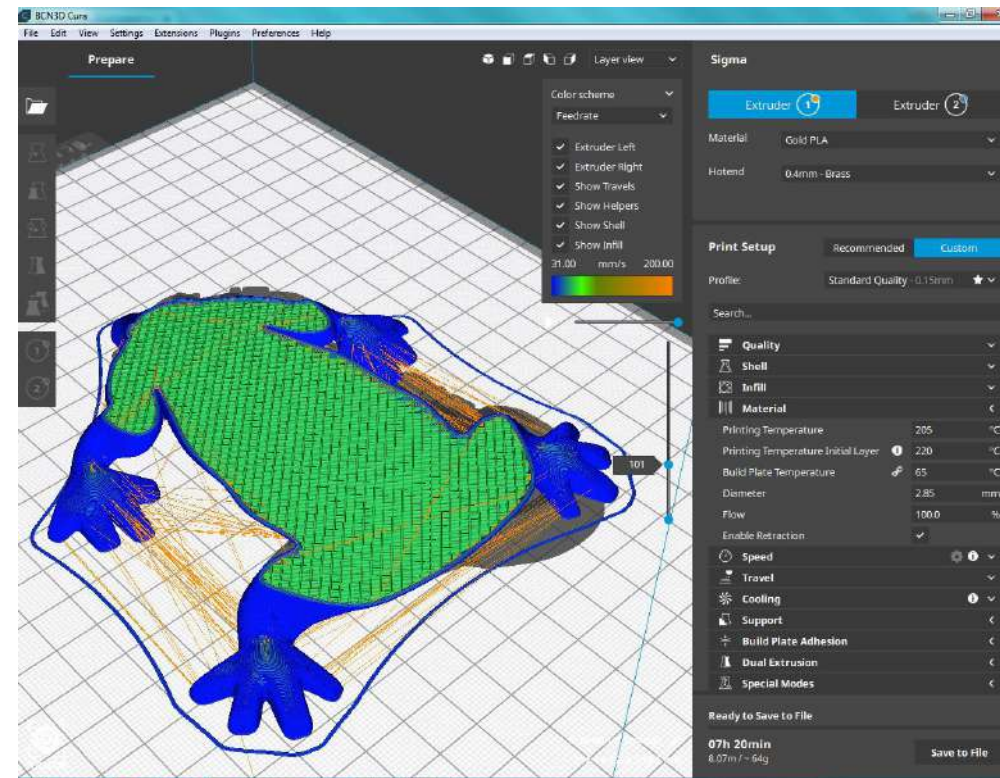 BCN3D Cura
File Edit View Settings Extensions Plugins Preferences Help
Prepare
Layer view
Color scheme
Feedrate
Extruder Left
Extruder Right
Show Travels
Show Helpers
Show Shell
Show Infill
31.00 mm/s 200.00
101
1
2
Sigma
Extruder 1 Extruder 2
Material Gold PLA
Hotend 0.4mm - Brass
Print Setup Recommended Custom
Profile: Standard Quality - 0.15mm
Search...
Quality
Shell
Infill
Material
Printing Temperature 205 °C
Printing Temperature Initial Layer 220 °C
Build Plate Temperature 65 °C
Diameter 2.85 mm
Flow 100.0 %
Enable Retraction
Speed
Travel
Cooling
Support
Build Plate Adhesion
Dual Extrusion
Special Modes
Ready to Save to File
07h 20min
8.07m / ~ 64g
Save to File